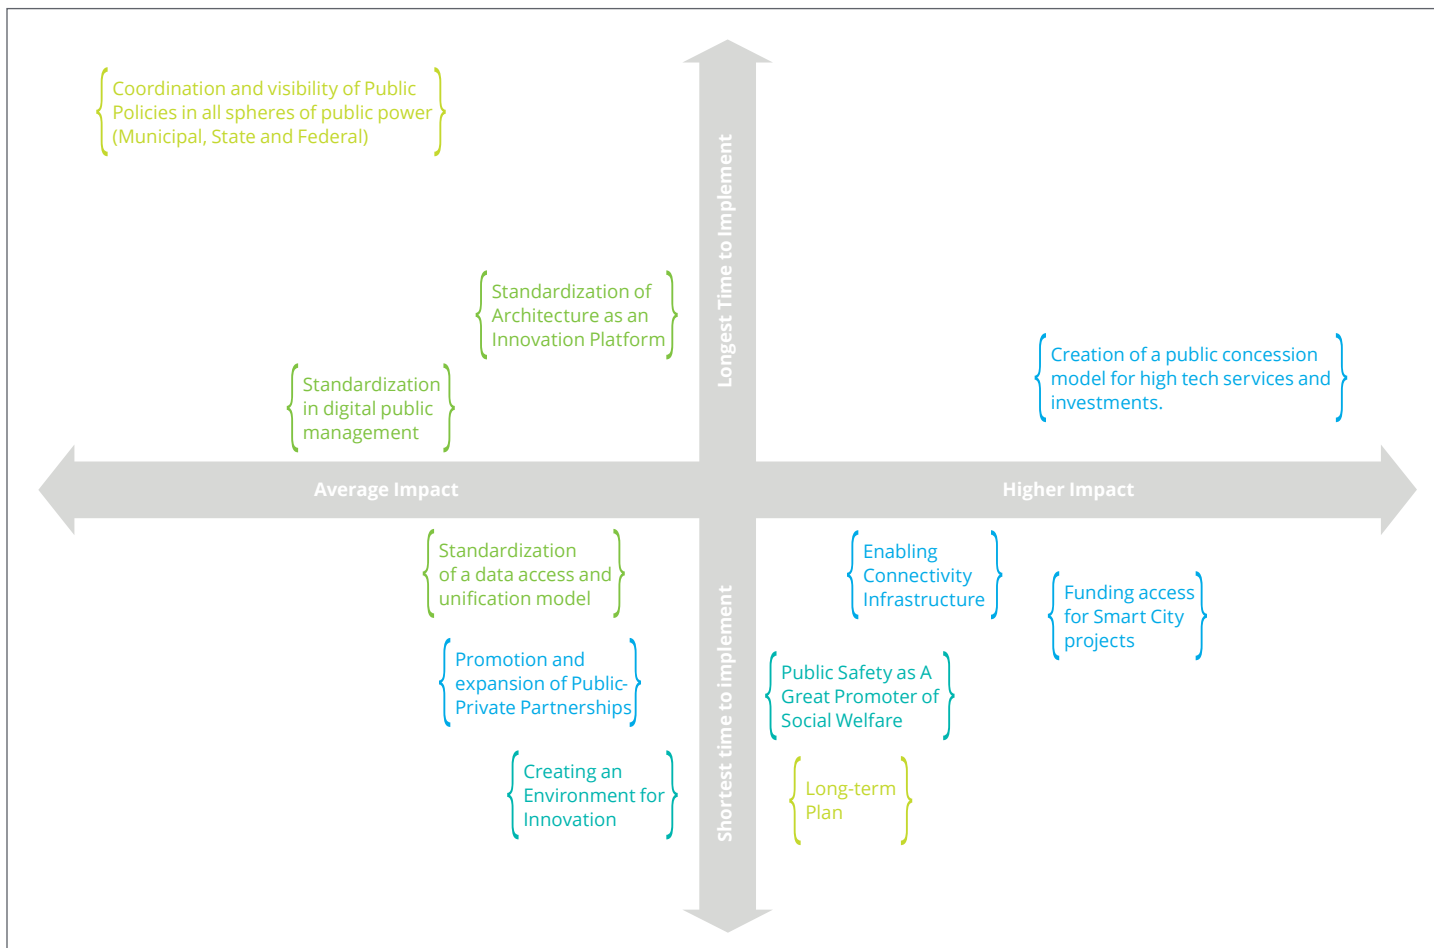 Coordination and visibility of Public
Policies in all spheres of public power
(Municipal, State and Federal)
Longest Time to Implement
Standardization of
Architecture as an
Innovation Platform
Creation of a public concession
model for high tech services and
investments.
Standardization
in digital public
management
Average Impact
Higher Impact
Standardization
of a data access and
unification model
Enabling
Connectivity
Infrastructure
Funding access
for Smart City
projects
Shortest time to implement
Promotion and
expansion of Public-
Private Partnerships
Public Safety as A
Great Promoter of
Social Welfare
Creating an
Environment for
Innovation
Long-term
Plan